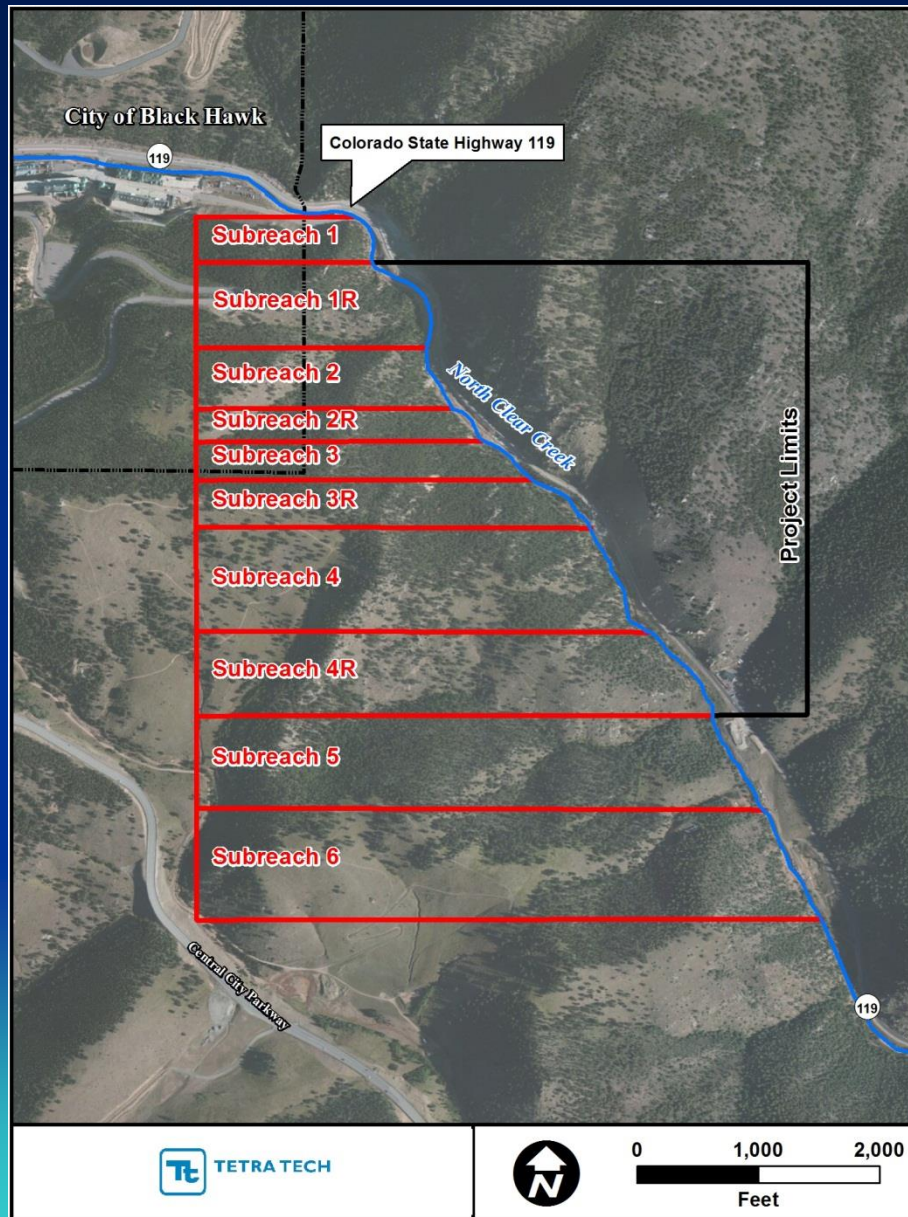 City of Black Hawk
119
Colorado State Highway 119
Subreach 1
Subreach 1R
Subreach 2
North Clear Creek
Subreach 2R
Subreach 3
Subreach 3R
Project Limits
Subreach 4
Subreach 4R
Subreach 5
Subreach 6
Central City Parkway
119
Tt TETRA TECH
N
0 1,000 2,000
Feet